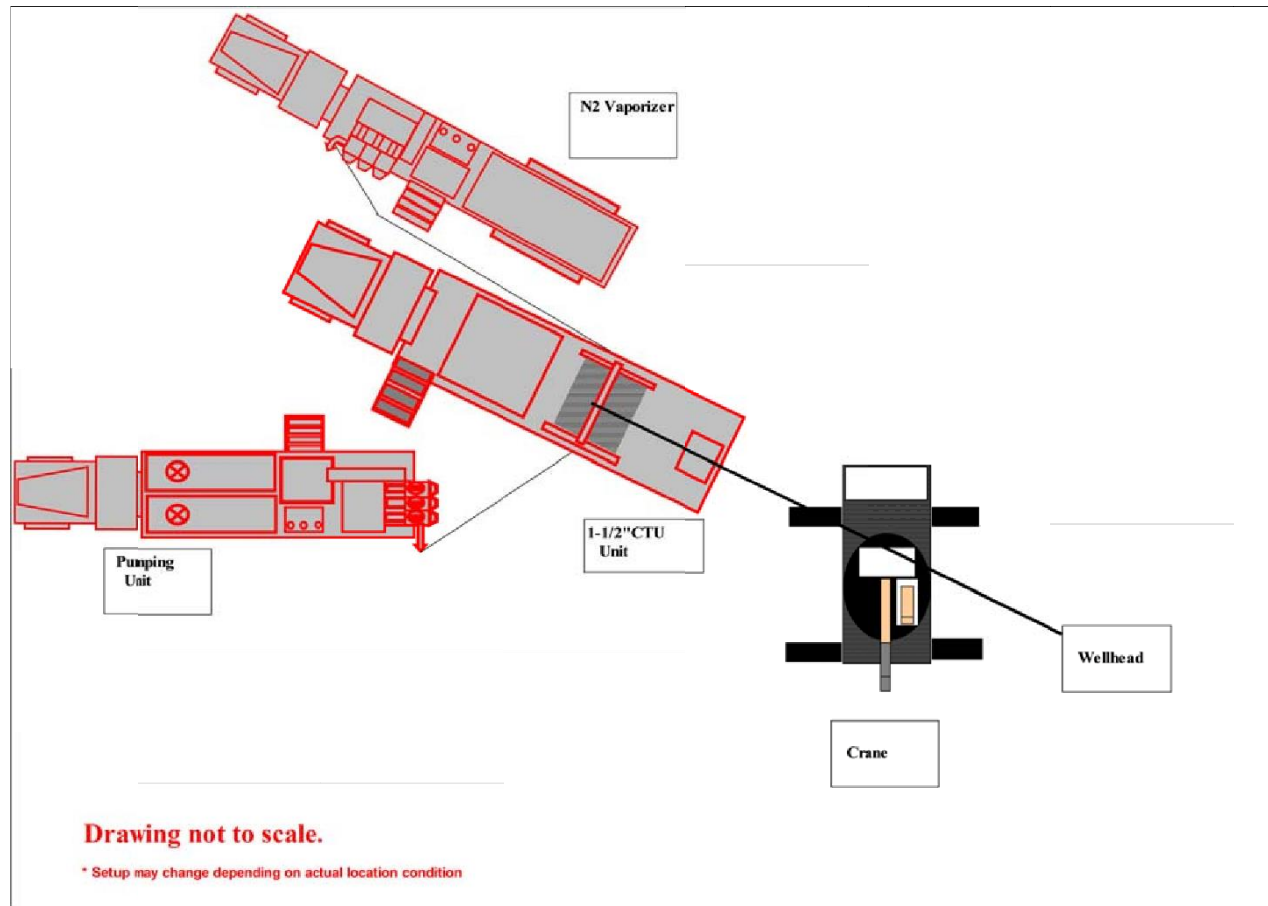 N2 Vaporizer
1-1/2"CTU
Unit
Pumping
Unit
Wellhead
Crane
Drawing not to scale.
* Setup may change depending on actual location condition